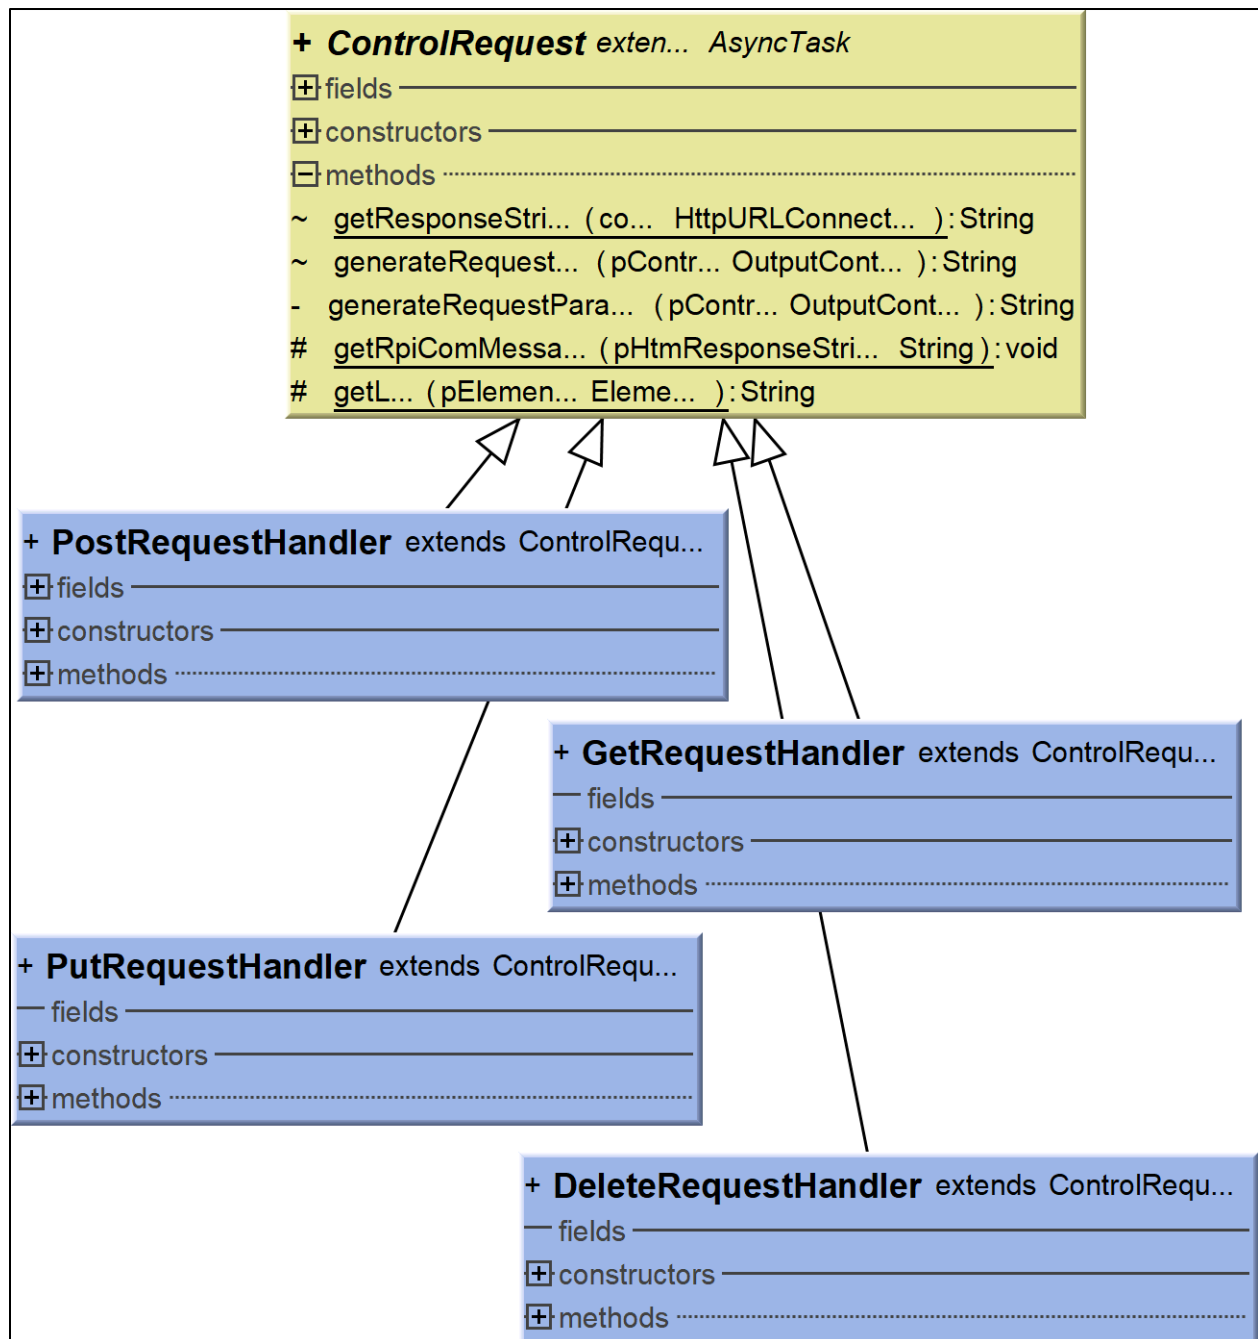 + ControlRequest exten... AsyncTask
+ fields
+ constructors
- methods
~ getResponseStri... (co... HttpURLConnect... ):String
~ generateRequest... (pContr... OutputCont... ):String
- generateRequestPara... (pContr... OutputCont... ):String
# getRpiComMessa... (pHtmResponseStri... String):void
# getL... (pElemen... Eleme... ):String
+ PostRequestHandler extends ControlRequ...
+ fields
+ constructors
+ methods
+ GetRequestHandler extends ControlRequ...
fields
+ constructors
+ methods
+ PutRequestHandler extends ControlRequ...
fields
+ constructors
+ methods
+ DeleteRequestHandler extends ControlRequ...
fields
+ constructors
+ methods